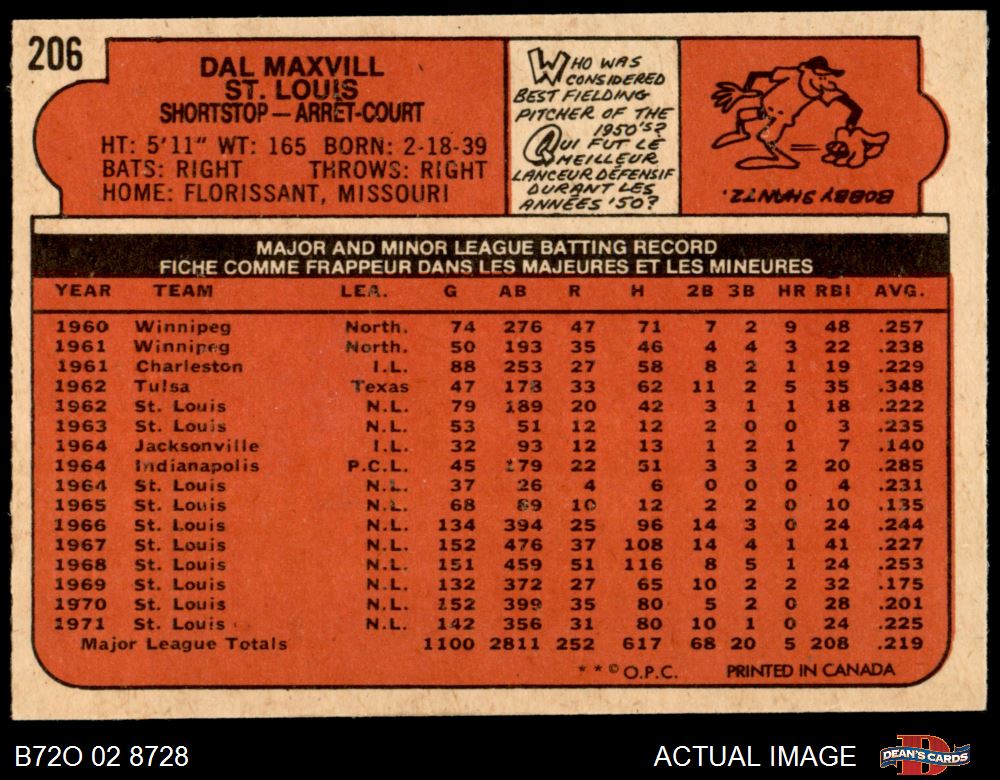 206
DAL MAXVILL
ST. LOUIS
SHORTSTOP — ARRÊT-COURT
HT: 5'11" WT: 165 BORN: 2-18-39
BATS: RIGHT THROWS: RIGHT
HOME: FLORISSANT, MISSOURI
WHO WAS
CONSIDERED
BEST FIELDING
PITCHER OF THE
1950's?
QUI FUT LE
MEILLEUR
LANCEUR DÉFENSIF
DURANT LES
ANNÉES '50?
BOBBY SHANTZ.
MAJOR AND MINOR LEAGUE BATTING RECORD
FICHE COMME FRAPPEUR DANS LES MAJEURES ET LES MINEURES
YEAR TEAM LEA. G AB R H 2B 3B HR RBI AVG.
1960 Winnipeg North. 74 276 47 71 7 2 9 48 .257
1961 Winnipeg North. 50 193 35 46 4 4 3 22 .238
1961 Charleston I.L. 88 253 27 58 8 2 1 19 .229
1962 Tulsa Texas 47 178 33 62 11 2 5 35 .348
1962 St. Louis N.L. 79 189 20 42 3 1 1 18 .222
1963 St. Louis N.L. 53 51 12 12 2 0 0 3 .235
1964 Jacksonville I.L. 32 93 12 13 1 2 1 7 .140
1964 Indianapolis P.C.L. 45 179 22 51 3 3 2 20 .285
1964 St. Louis N.L. 37 26 4 6 0 0 0 4 .231
1965 St. Louis N.L. 68 89 10 12 2 2 0 10 .135
1966 St. Louis N.L. 134 394 25 96 14 3 0 24 .244
1967 St. Louis N.L. 152 476 37 108 14 4 1 41 .227
1968 St. Louis N.L. 151 459 51 116 8 5 1 24 .253
1969 St. Louis N.L. 132 372 27 65 10 2 2 32 .175
1970 St. Louis N.L. 152 399 35 80 5 2 0 28 .201
1971 St. Louis N.L. 142 356 31 80 10 1 0 24 .225
Major League Totals 1100 2811 252 617 68 20 5 208 .219
* * © O.P.C. PRINTED IN CANADA
B72O 02 8728 ACTUAL IMAGE DEAN'S CARDS